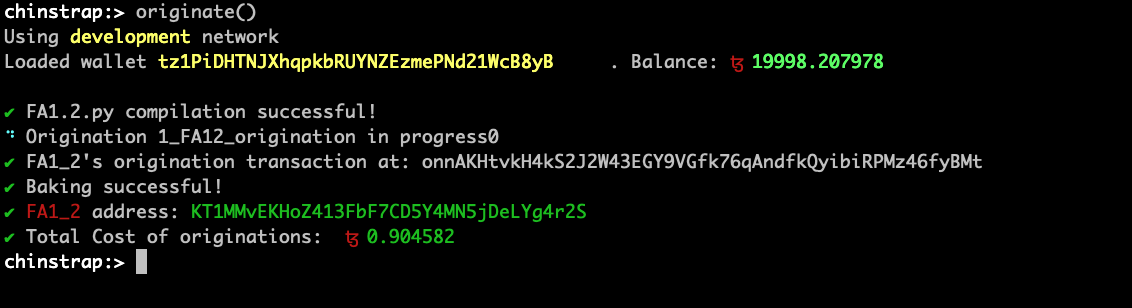 chinstrap:> originate()
Using development network
Loaded wallet tz1PiDHTNJXhqpkbRUYNZEzmePNd21WcB8yB . Balance: ꜩ 19998.207978
✔ FA1.2.py compilation successful!
⠙ Origination 1_FA12_origination in progress0
✔ FA1_2's origination transaction at: onnAKHtvkH4kS2J2W43EGY9VGfk76qAndfkQyibiRPMz46fyBMt
✔ Baking successful!
✔ FA1_2 address: KT1MMvEKHoZ413FbF7CD5Y4MN5jDeLYg4r2S
✔ Total Cost of originations: ꜩ 0.904582
chinstrap:>